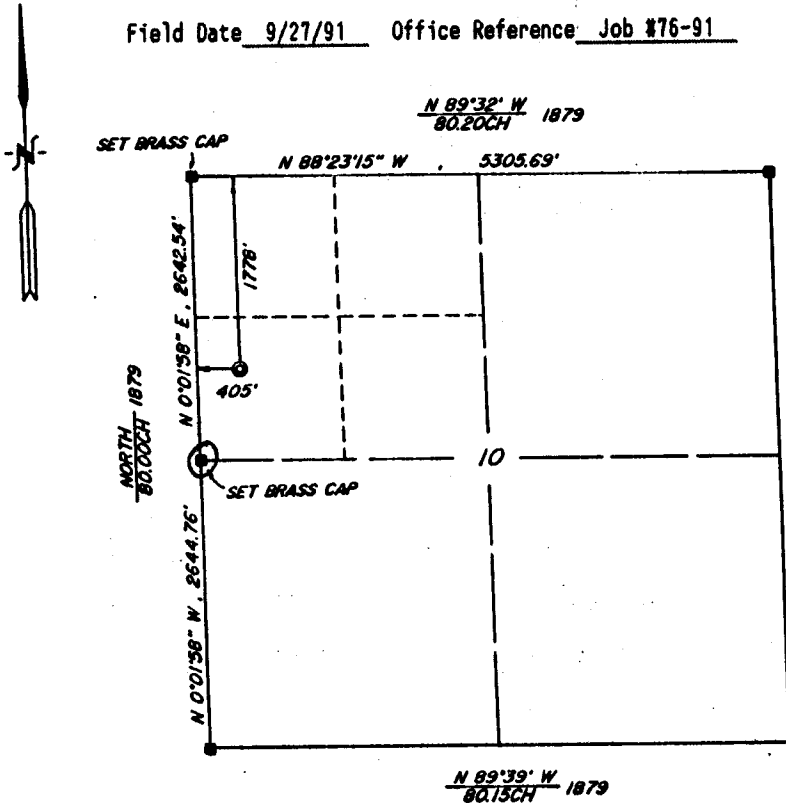 Field Date 9/27/91 Office Reference Job #76-91
N 89°32' W
80.20CH 1879
SET BRASS CAP
N 88°23'15" W , 5305.69'
N
N 0°01'58" E , 2642.54'
1778'
405'
NORTH
80.00CH 1879
10
SET BRASS CAP
N 0°01'58" W , 2644.76'
N 89°39' W
80.15CH 1879